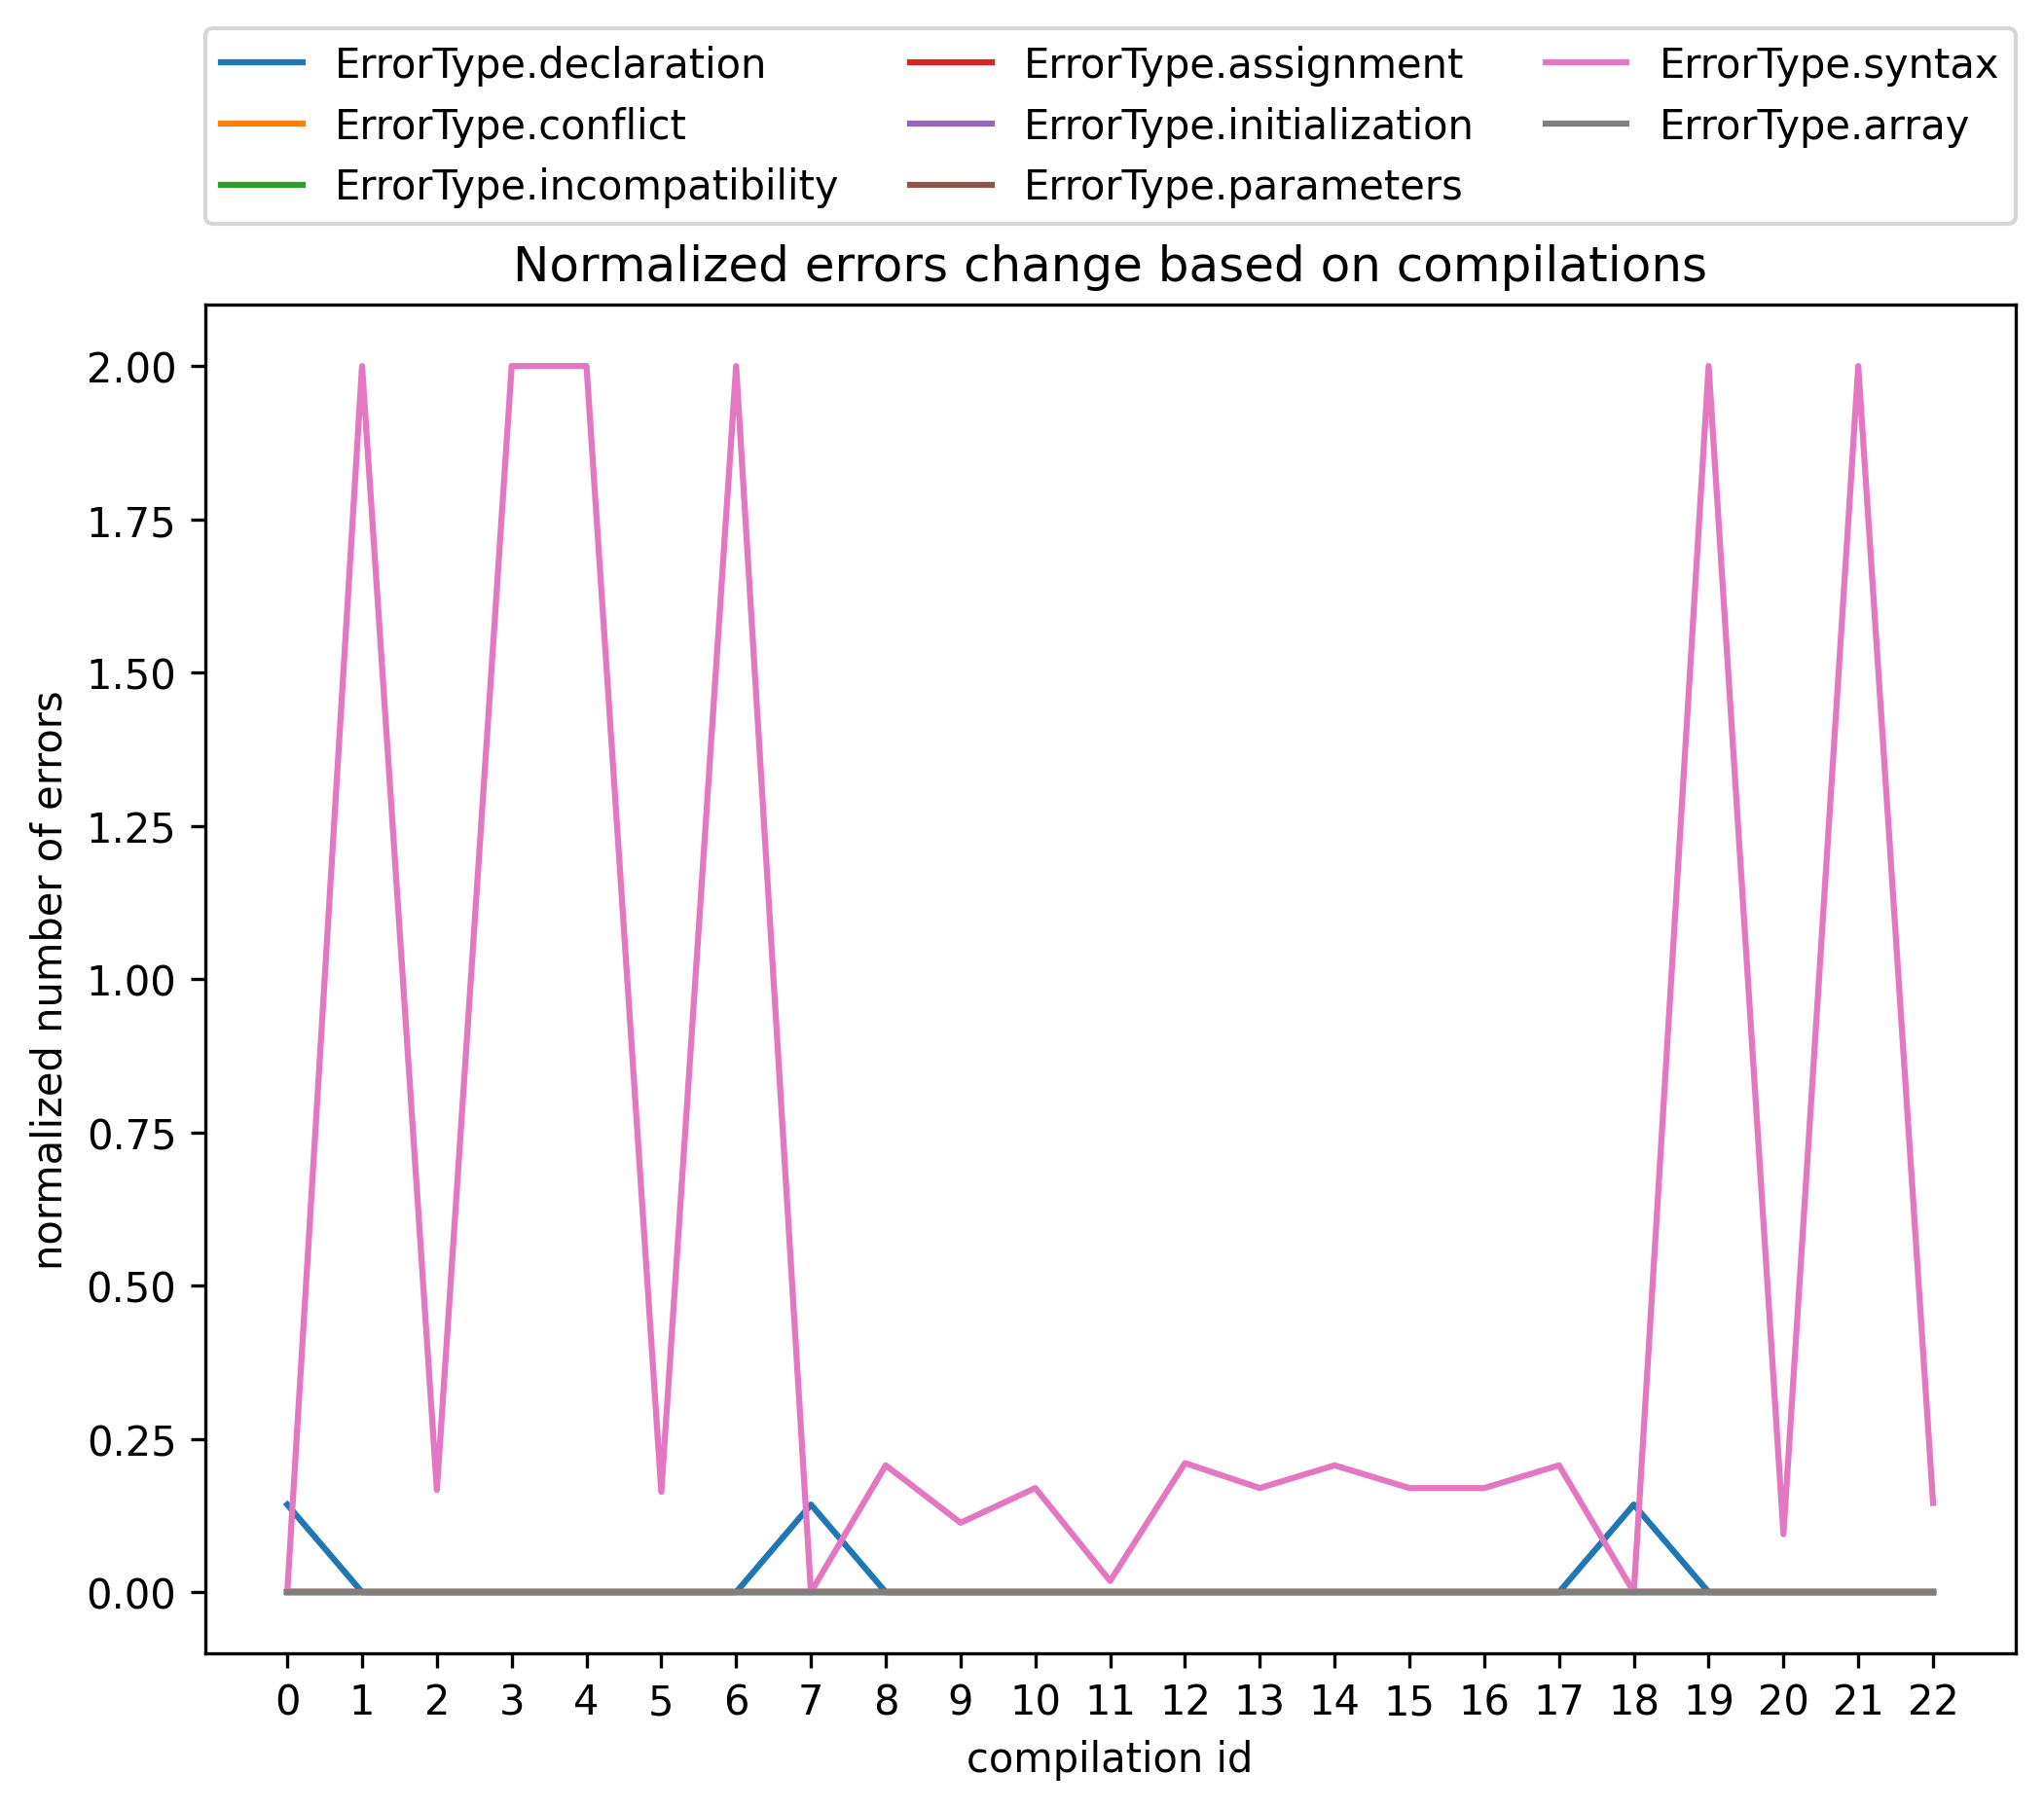 ErrorType.declaration
ErrorType.conflict
ErrorType.incompatibility
ErrorType.assignment
ErrorType.initialization
ErrorType.parameters
ErrorType.syntax
ErrorType.array
Normalized errors change based on compilations
normalized number of errors
2.00
1.75
1.50
1.25
1.00
0.75
0.50
0.25
0.00
0 1 2 3 4 5 6 7 8 9 10 11 12 13 14 15 16 17 18 19 20 21 22
compilation id